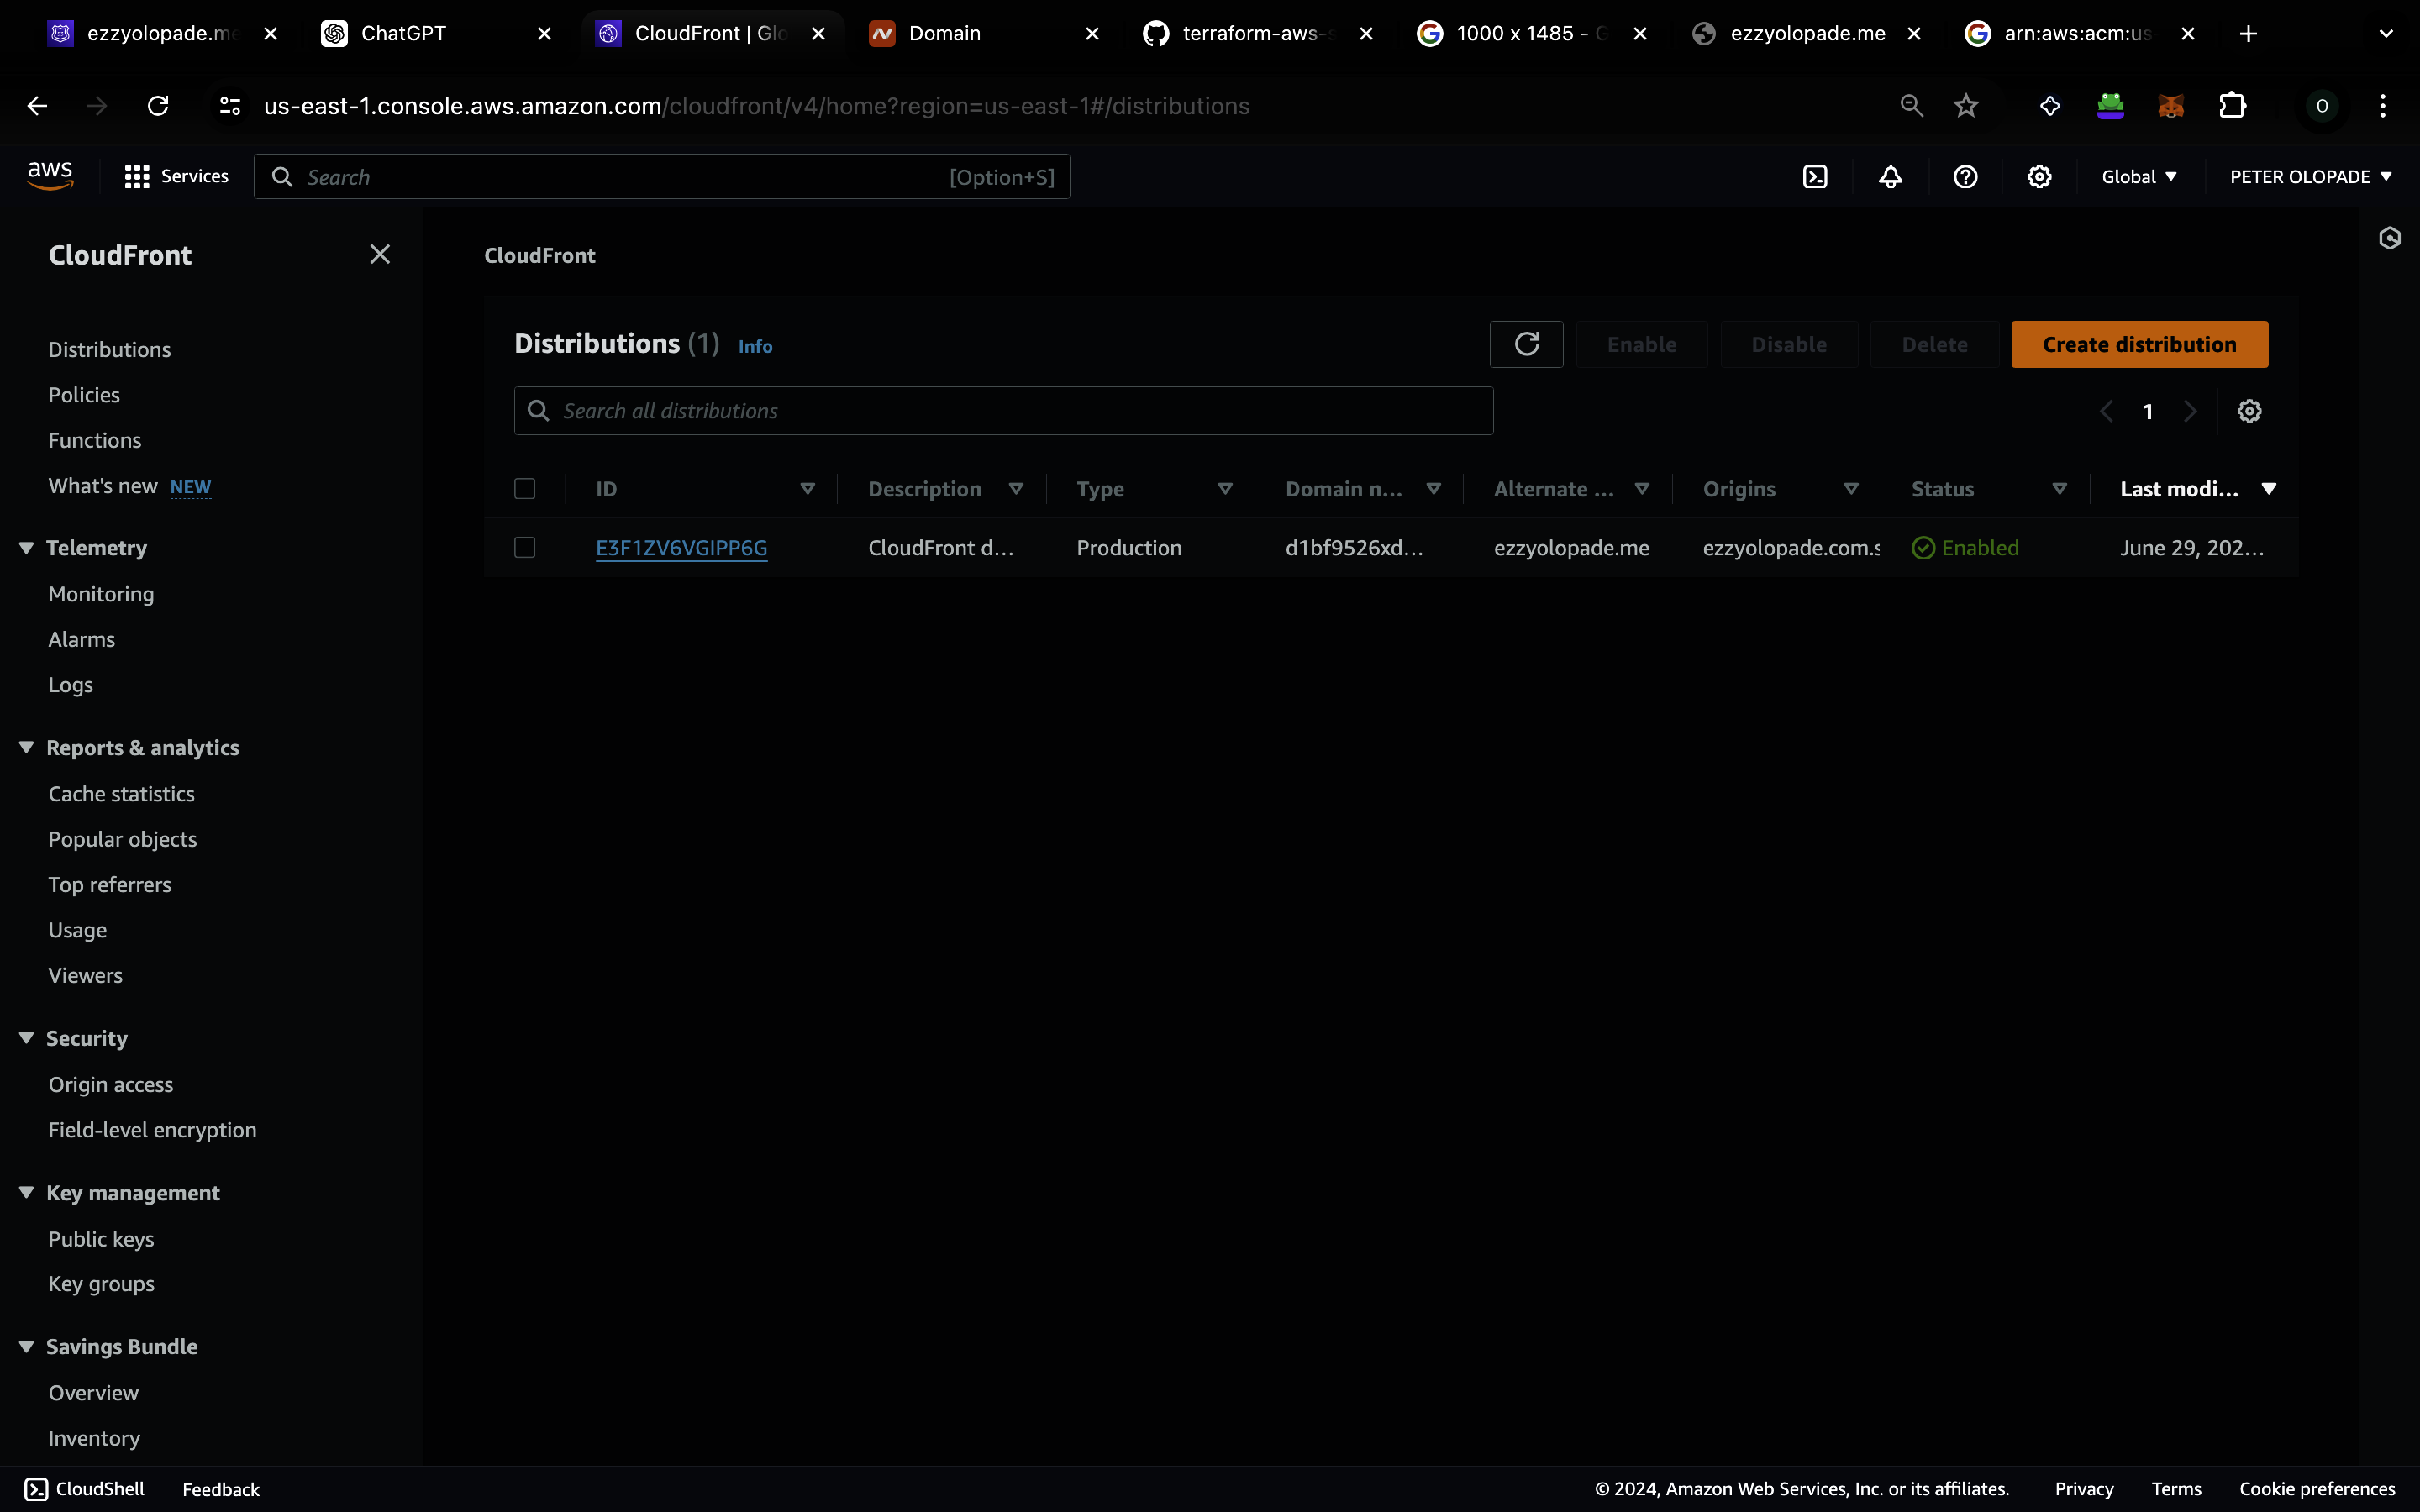 ezzyolopade.me
ChatGPT
CloudFront | Glo
Domain
terraform-aws-s
1000 x 1485 - G
ezzyolopade.me
arn:aws:acm:us
us-east-1.console.aws.amazon.com/cloudfront/v4/home?region=us-east-1#/distributions
O
aws
Services
Search
[Option+S]
Global
PETER OLOPADE
CloudFront
Distributions
Policies
Functions
What's new NEW
Telemetry
Monitoring
Alarms
Logs
Reports & analytics
Cache statistics
Popular objects
Top referrers
Usage
Viewers
Security
Origin access
Field-level encryption
Key management
Public keys
Key groups
Savings Bundle
Overview
Inventory
CloudFront
Distributions (1) Info
Enable
Disable
Delete
Create distribution
Search all distributions
1
ID Description Type Domain n... Alternate ... Origins Status Last modi...
E3F1ZV6VGIPP6G CloudFront d... Production d1bf9526xd... ezzyolopade.me ezzyolopade.com.s Enabled June 29, 202...
CloudShell
Feedback
© 2024, Amazon Web Services, Inc. or its affiliates.
Privacy
Terms
Cookie preferences